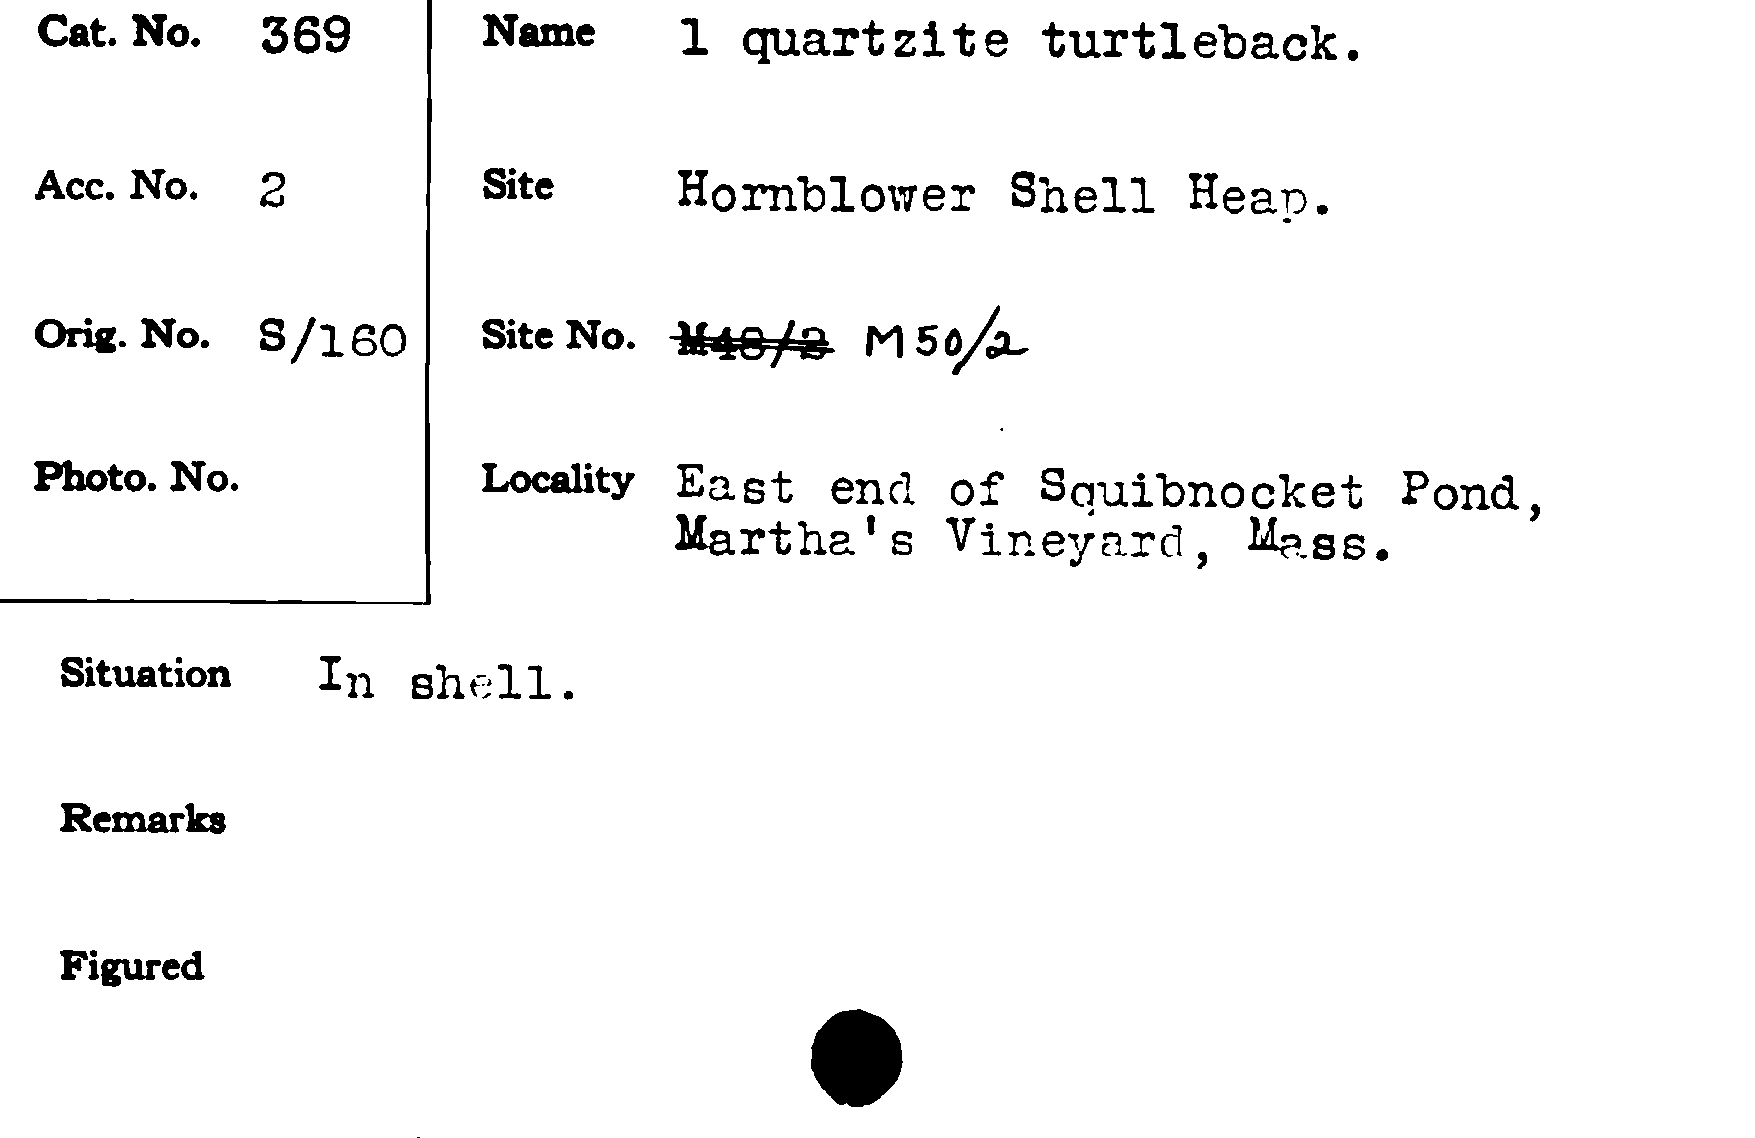 Cat. No. 369
Name 1 quartzite turtleback.
Acc. No. 2
Site Hornblower Shell Heap.
Orig. No. S/160
Site No. M48/2 M50/2
Photo. No.
Locality East end of Squibnocket Pond,
Martha's Vineyard, Mass.
Situation In shell.
Remarks
Figured